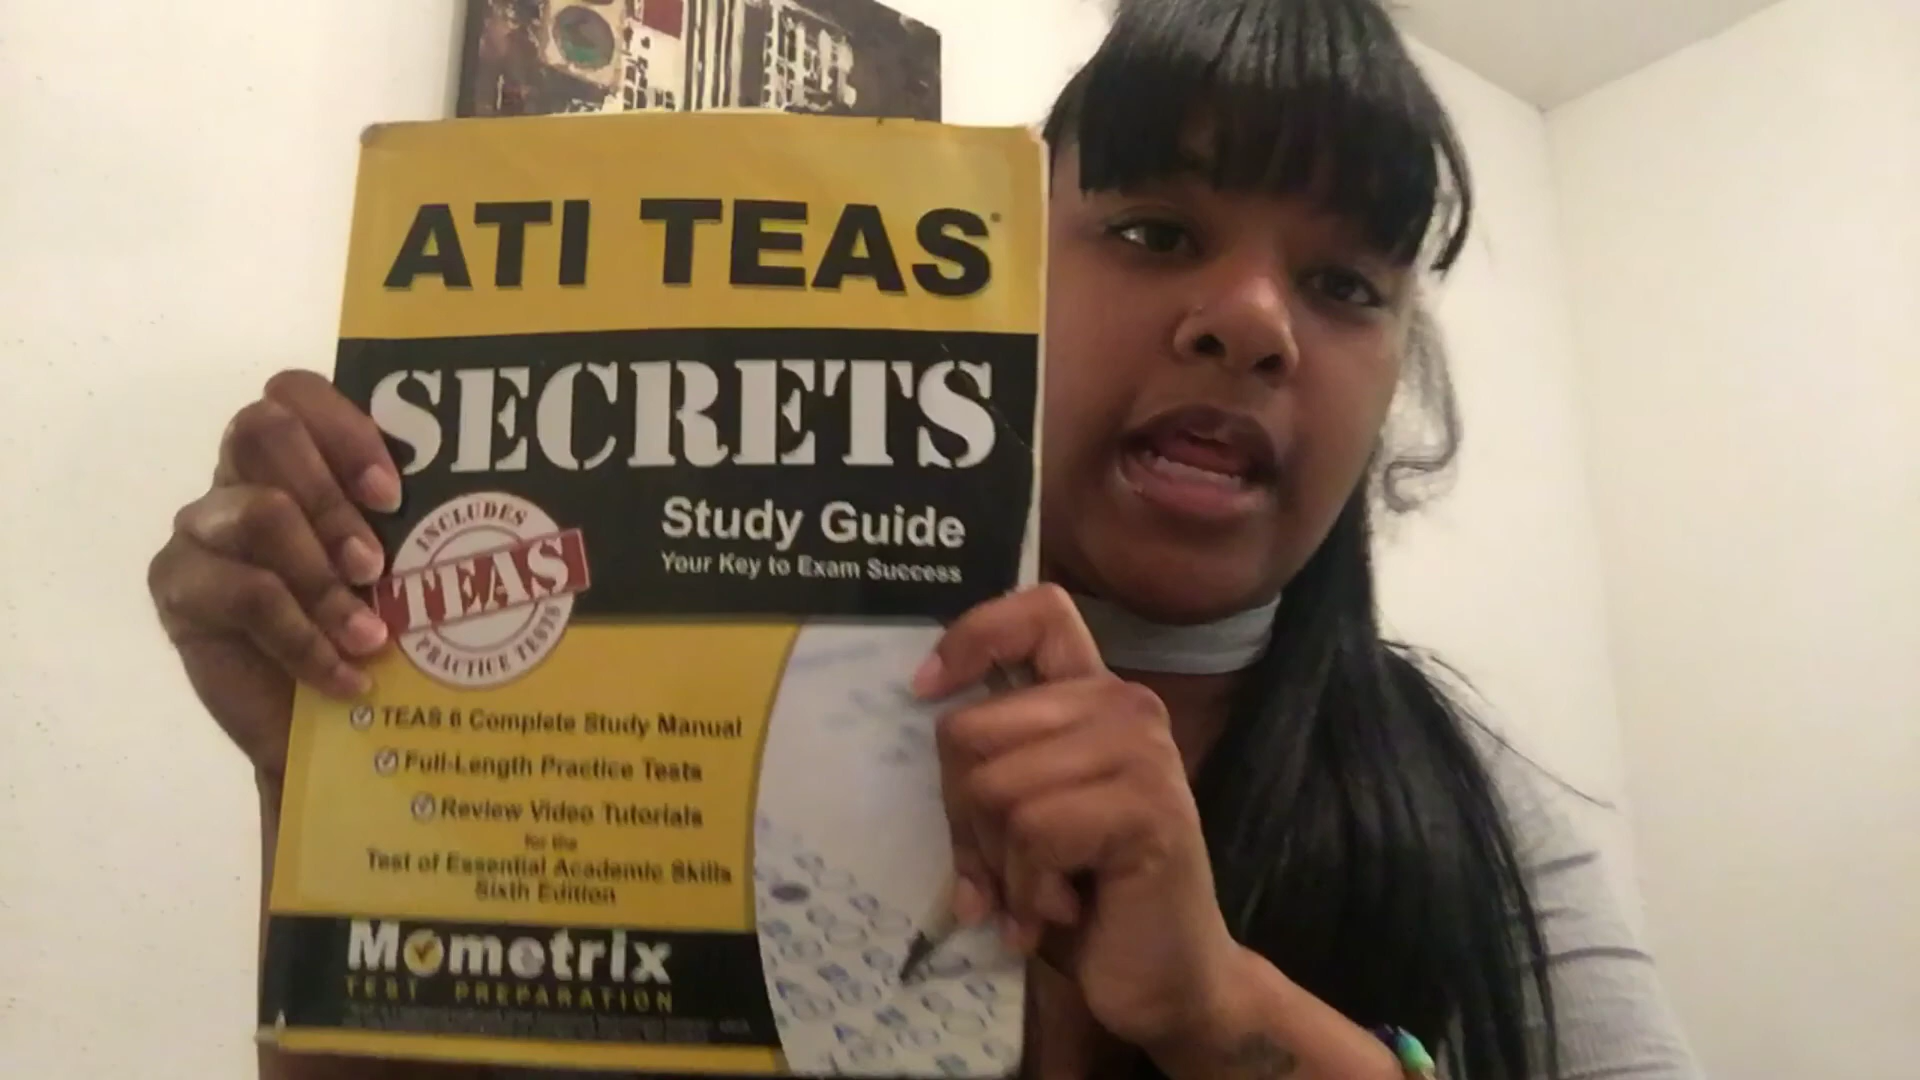 ATI TEAS®
SECRETS
Study Guide
Your Key to Exam Success
INCLUDES
TEAS
PRACTICE TESTS
TEAS 6 Complete Study Manual
Full-Length Practice Tests
Review Video Tutorials
for the
Test of Essential Academic Skills
Sixth Edition
Mometrix
TEST PREPARATION